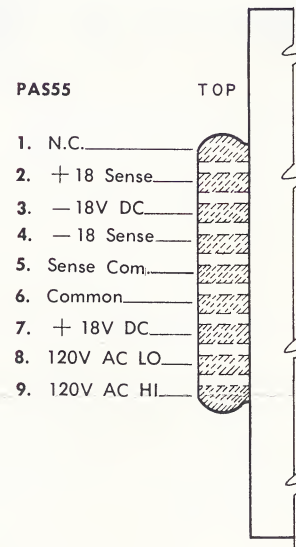 PAS55 TOP
1. N.C.
2. +18 Sense
3. −18V DC
4. −18 Sense
5. Sense Com.
6. Common
7. +18V DC
8. 120V AC LO
9. 120V AC HI